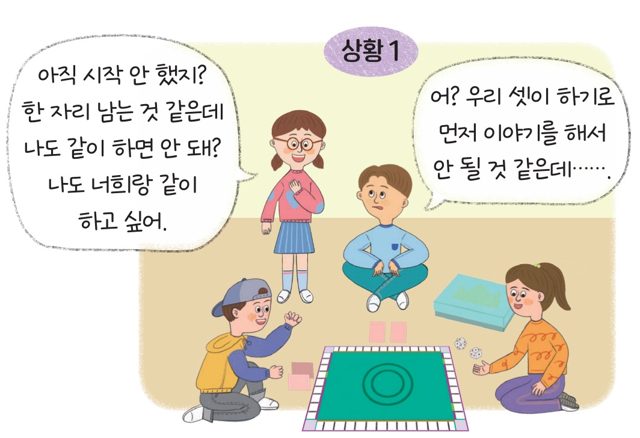 상황 1
아직 시작 안 했지?
한 자리 남는 것 같은데
나도 같이 하면 안 돼?
나도 너희랑 같이
하고 싶어.
어? 우리 셋이 하기로
먼저 이야기를 해서
안 될 것 같은데…….